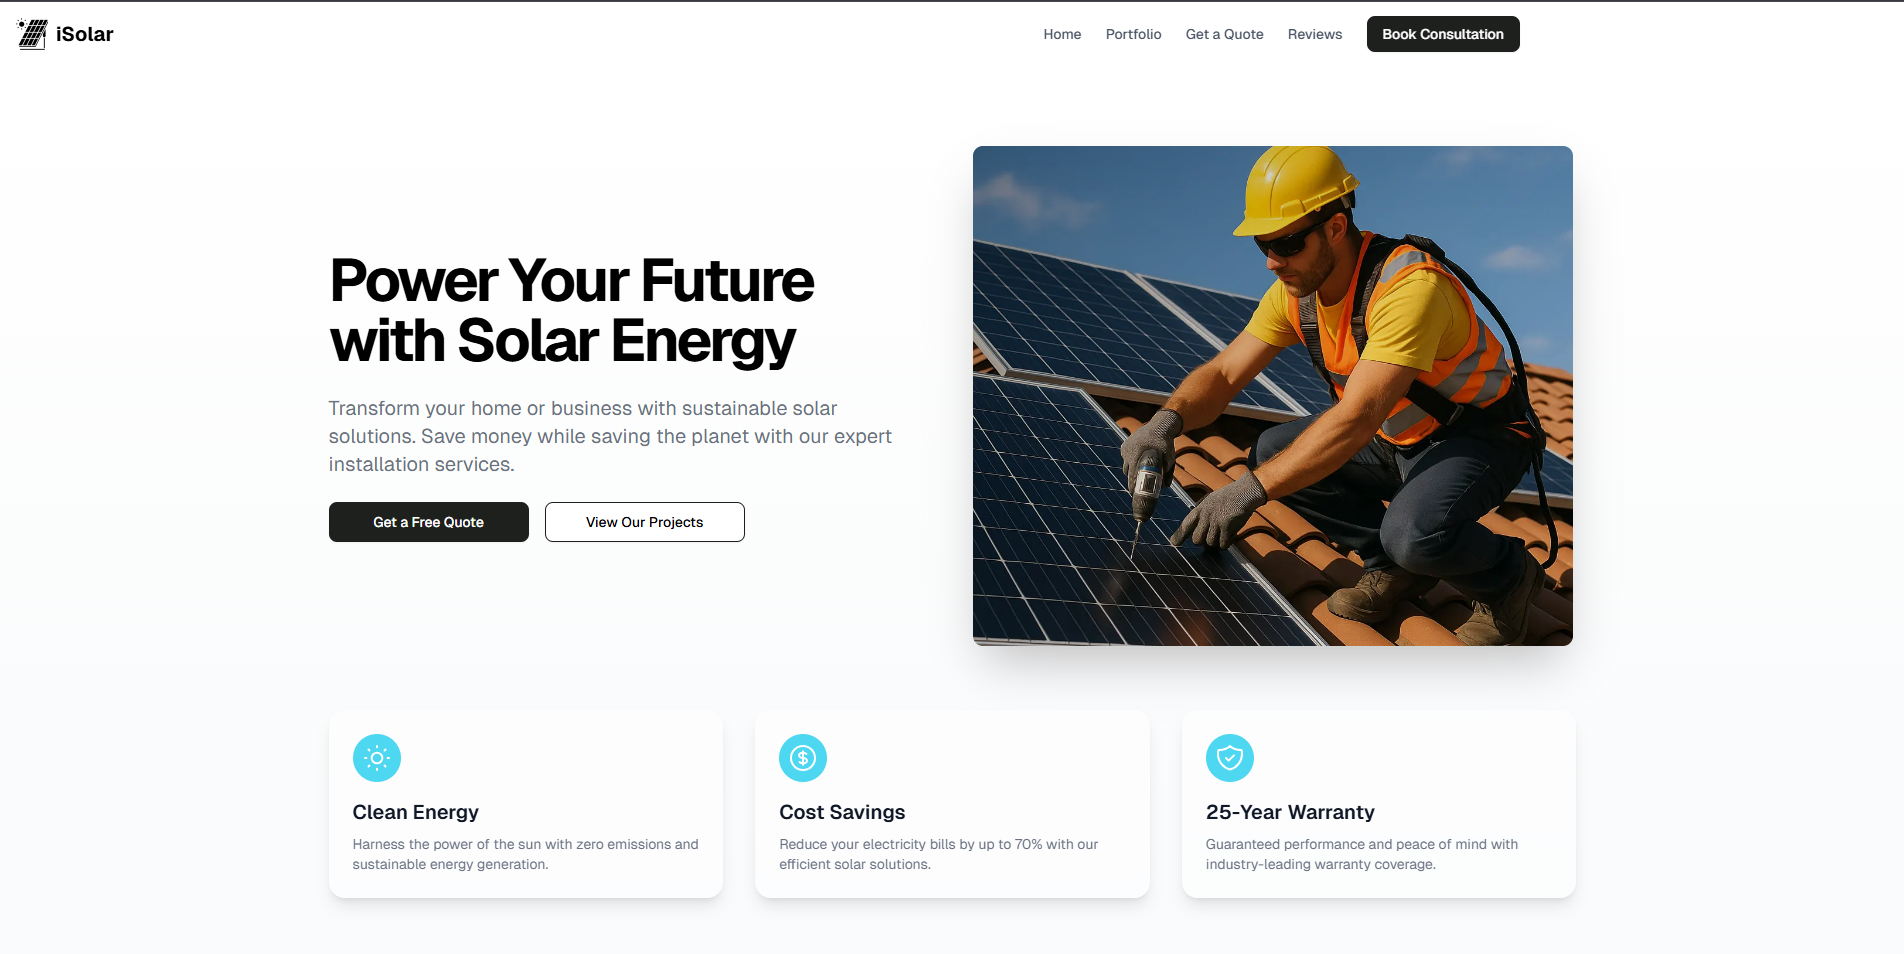 iSolar
Home
Portfolio
Get a Quote
Reviews
Book Consultation
Power Your Future
with Solar Energy
Transform your home or business with sustainable solar
solutions. Save money while saving the planet with our expert
installation services.
Get a Free Quote
View Our Projects
Clean Energy
Harness the power of the sun with zero emissions and
sustainable energy generation.
Cost Savings
Reduce your electricity bills by up to 70% with our
efficient solar solutions.
25-Year Warranty
Guaranteed performance and peace of mind with
industry-leading warranty coverage.